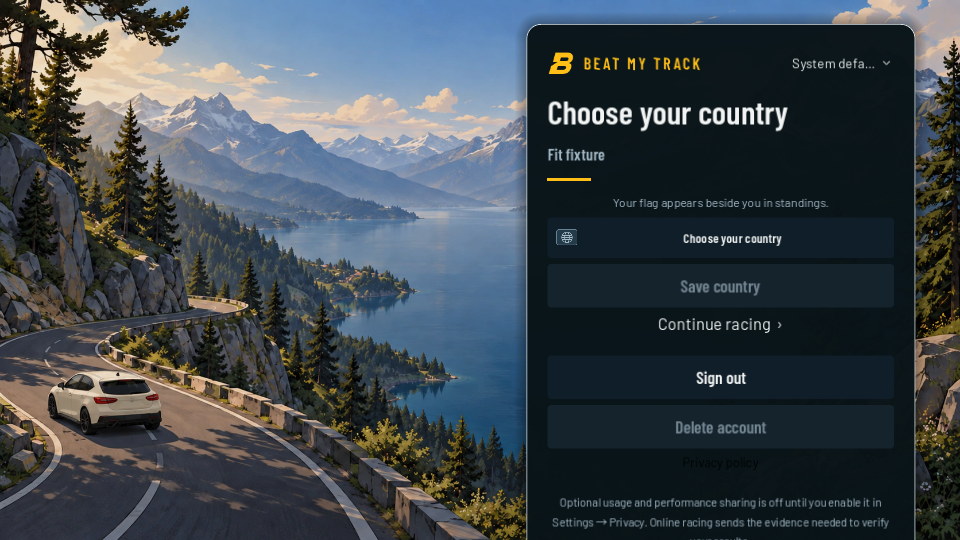 BEAT MY TRACK
System defa...
Choose your country
Fit fixture
Your flag appears beside you in standings.
Choose your country
Save country
Continue racing ›
Sign out
Delete account
Privacy policy
Optional usage and performance sharing is off until you enable it in
Settings → Privacy. Online racing sends the evidence needed to verify
your results.